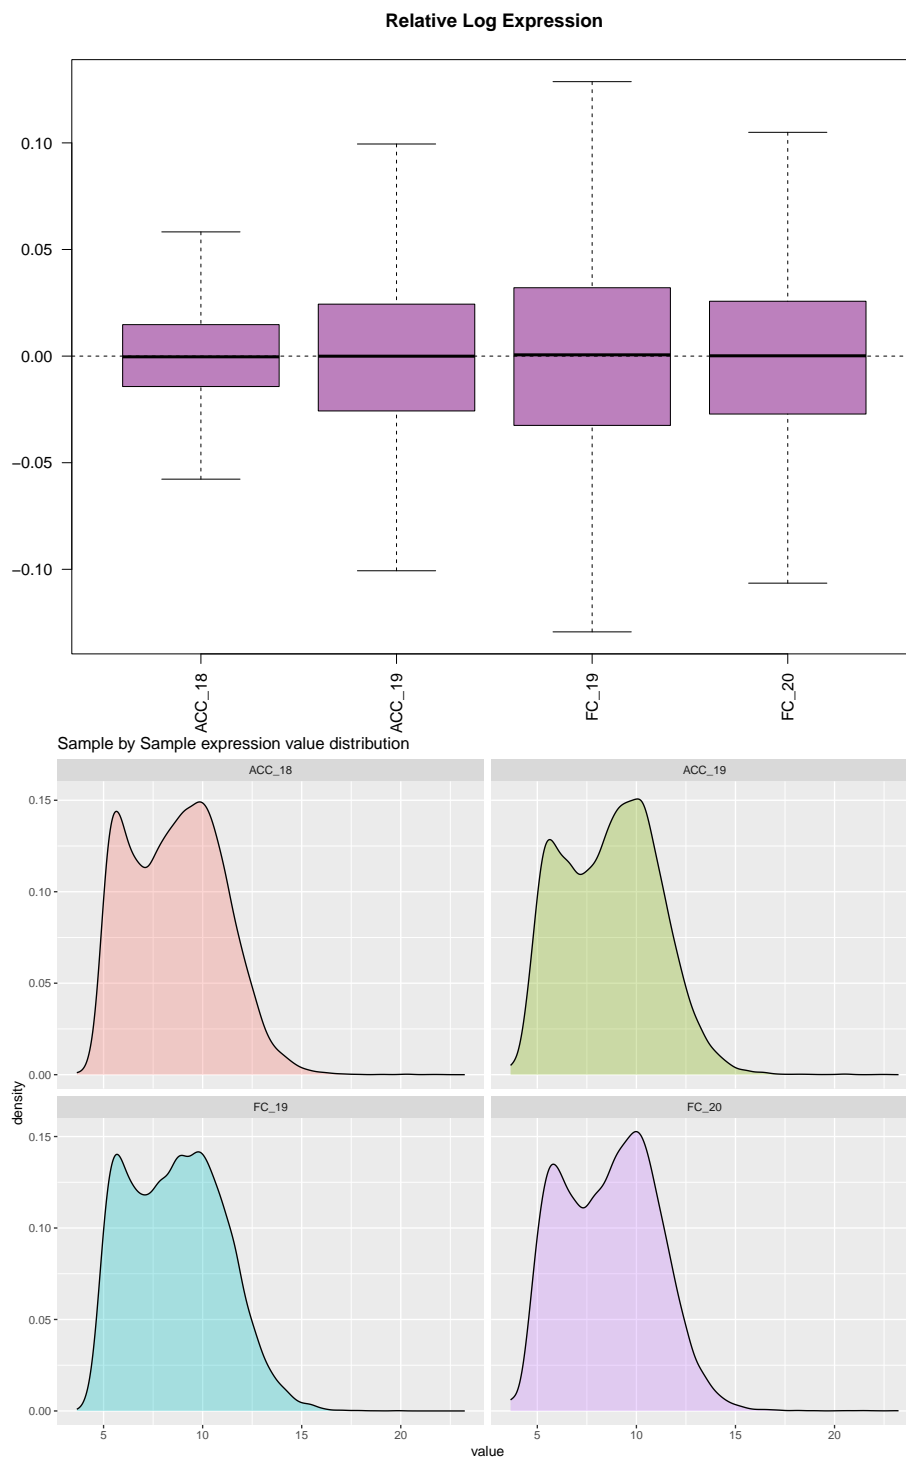 Relative Log Expression
0.10
0.05
0.00
−0.05
−0.10
ACC_18
ACC_19
FC_19
FC_20
Sample by Sample expression value distribution
ACC_18
ACC_19
0.15
0.10
0.05
0.00
FC_19
FC_20
0.15
0.10
0.05
0.00
density
5
10
15
20
5
10
15
20
value